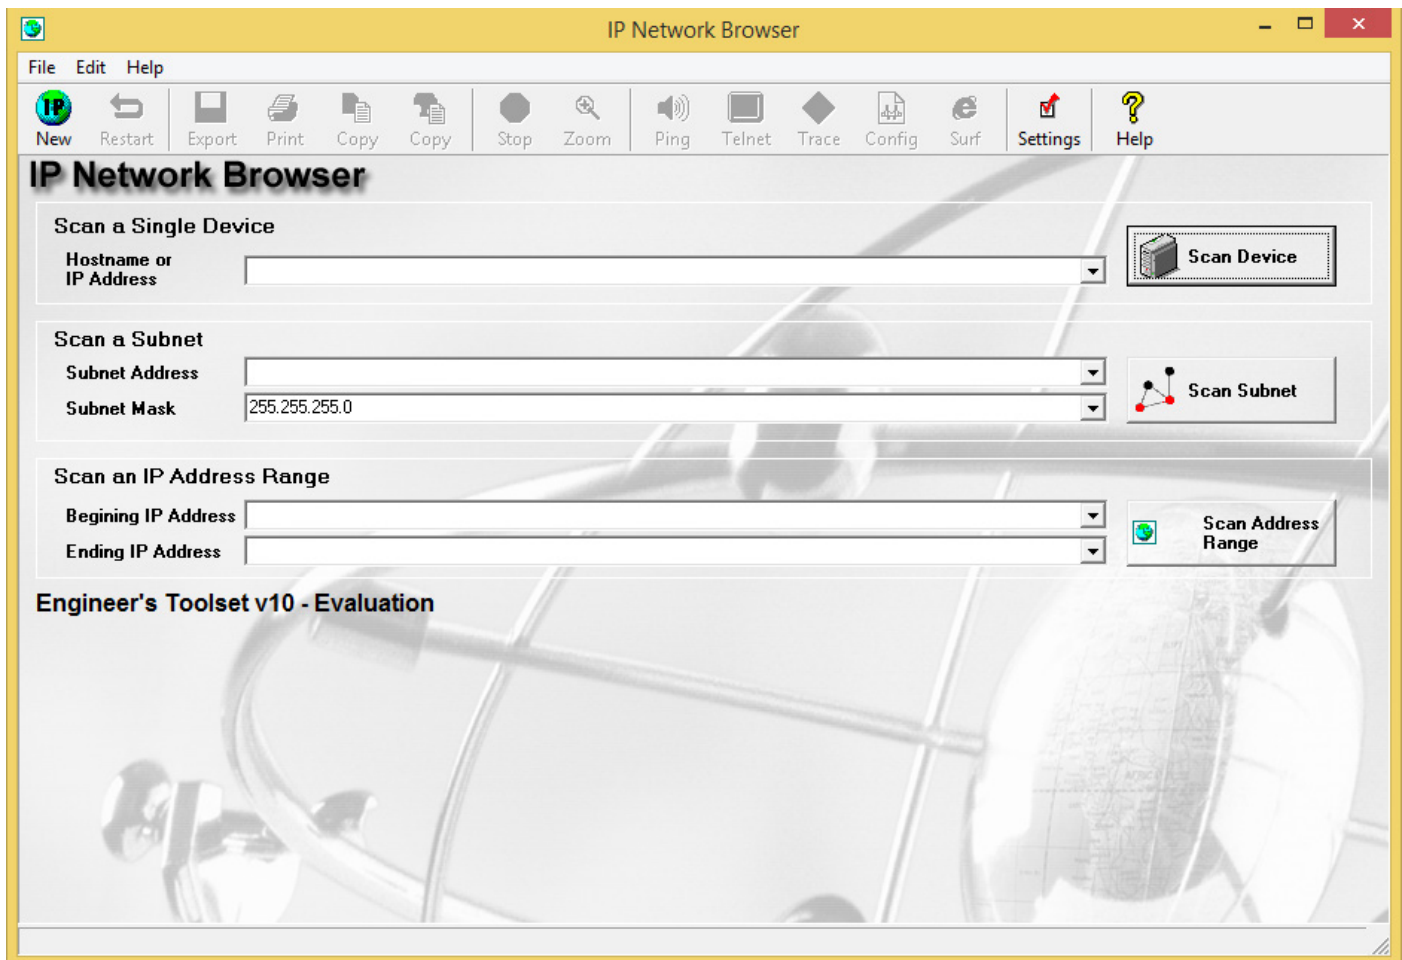 IP Network Browser
File Edit Help
New Restart Export Print Copy Copy Stop Zoom Ping Telnet Trace Config Surf Settings Help
IP Network Browser
Scan a Single Device
Hostname or
IP Address
Scan Device
Scan a Subnet
Subnet Address
Subnet Mask 255.255.255.0
Scan Subnet
Scan an IP Address Range
Begining IP Address
Ending IP Address
Scan Address
Range
Engineer's Toolset v10 - Evaluation